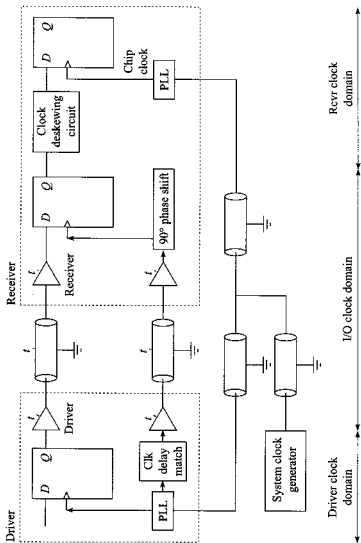 Driver
Receiver
D
Q
t
Driver
t
t
Receiver
D
Q
Clock
deskewing
circuit
D
Q
Chip
clock
PLL
PLL
Clk
delay
match
t
t
t
90° phase shift
System clock
generator
Driver clock
domain
I/O clock domain
Rcvr clock
domain